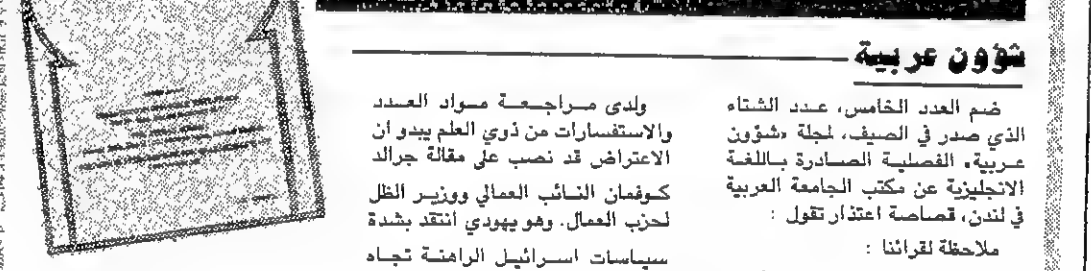 شؤون عربية
ضم العدد الخامس، عدد الشتاء
الذي صدر في الصيف، لمجلة «شؤون
عربية» الفصلية الصادرة باللغة
الانجليزية عن مكتب الجامعة العربية
في لندن، قصاصة اعتذار تقول :
ملاحظة لقرائنا :
ولدى مراجعة مواد العدد
والاستفسارات من ذوي العلم يبدو ان
الاعتراض قد نصب على مقالة جرالد
كوفمان النائب العمالي ووزير الظل
لحزب العمال. وهو يهودي انتقد بشدة
سياسات اسرائيل الراهنة تجاه